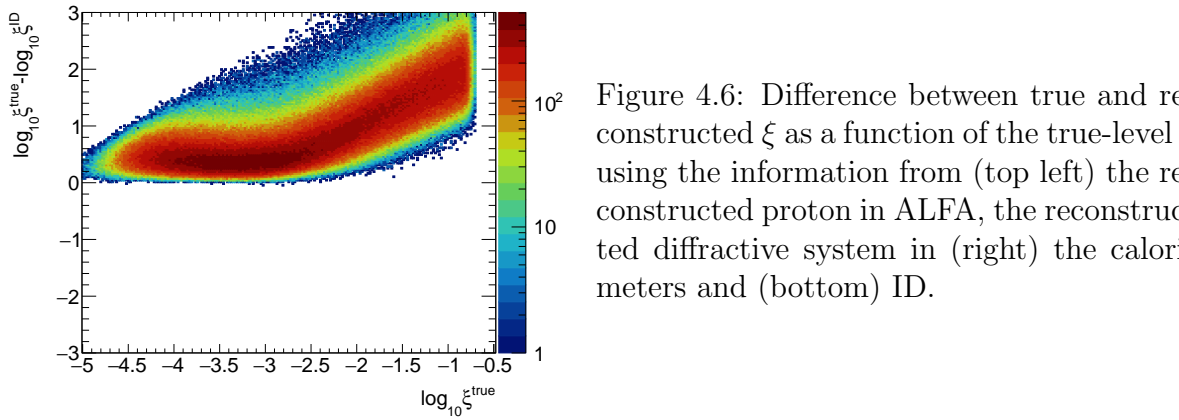 log₁₀ξᵗʳᵘᵉ-log₁₀ξᴵᴰ
3
2
1
0
−1
−2
−3
−5 −4.5 −4 −3.5 −3 −2.5 −2 −1.5 −1 −0.5
log₁₀ξᵗʳᵘᵉ
10²
10
1
Figure 4.6: Difference between true and re
constructed ξ as a function of the true-level
using the information from (top left) the re
constructed proton in ALFA, the reconstruc
ted diffractive system in (right) the calori
meters and (bottom) ID.